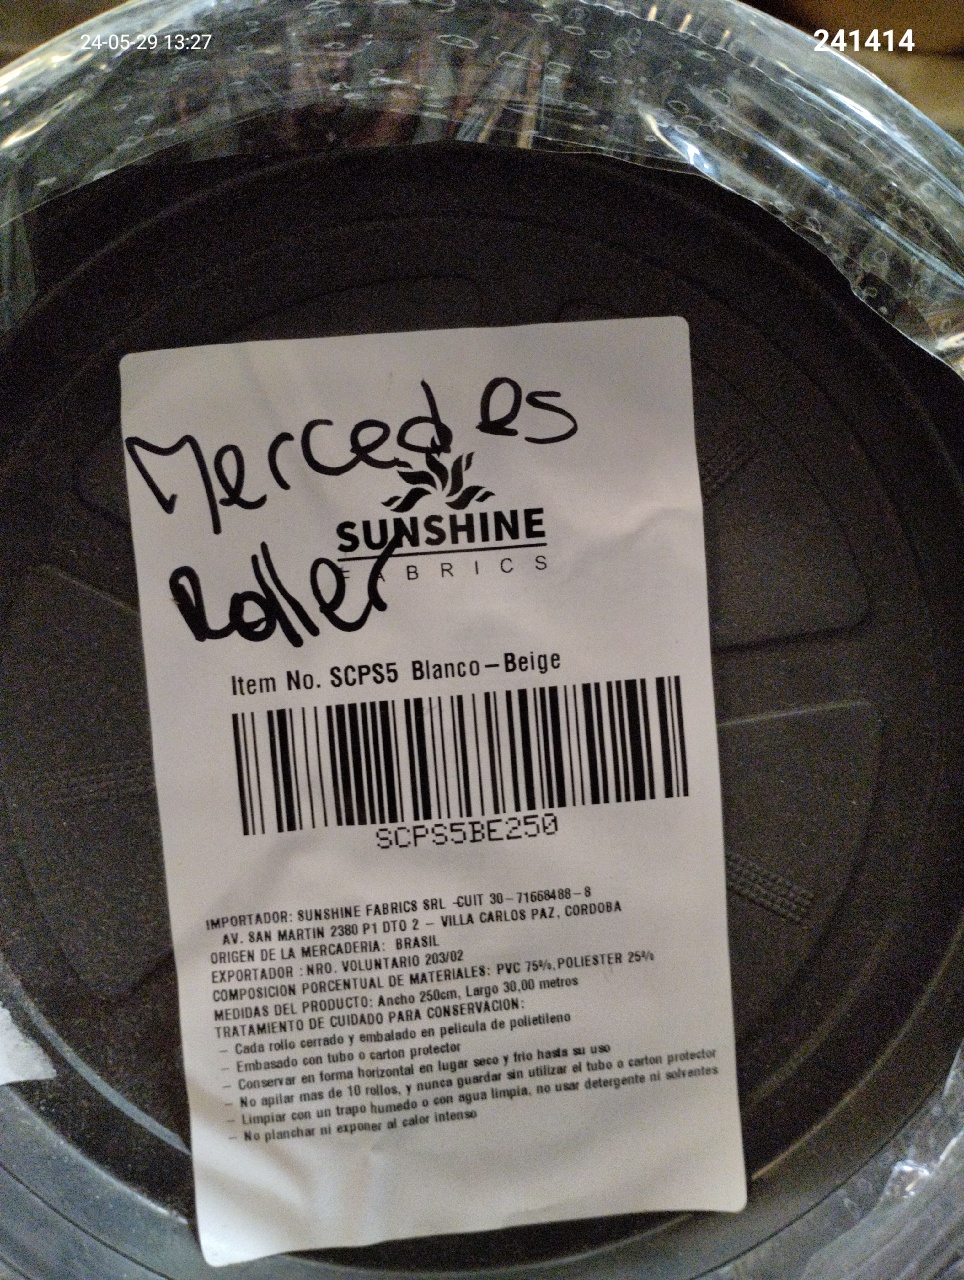 24-05-29 13:27
241414
Mercedes
SUNSHINE
FABRICS
Roller
Item No. SCPS5 Blanco-Beige
SCPS5BE250
IMPORTADOR: SUNSHINE FABRICS SRL -CUIT 30-71668488-8
AV. SAN MARTIN 2380 P1 DTO 2 - VILLA CARLOS PAZ, CORDOBA
ORIGEN DE LA MERCADERIA: BRASIL
EXPORTADOR : NRO. VOLUNTARIO 203/02
COMPOSICION PORCENTUAL DE MATERIALES: PVC 75%, POLIESTER 25%
MEDIDAS DEL PRODUCTO: Ancho 250cm, Largo 30,00 metros
TRATAMIENTO DE CUIDADO PARA CONSERVACION:
- Cada rollo cerrado y embalado en pelicula de polietileno
- Embasado con tubo o carton protector
- Conservar en forma horizontal en lugar seco y frio hasta su uso
- No apilar mas de 10 rollos, y nunca guardar sin utilizar el tubo o carton protector
- Limpiar con un trapo humedo o con agua limpia, no usar detergente ni solventes
- No planchar ni exponer al calor intenso